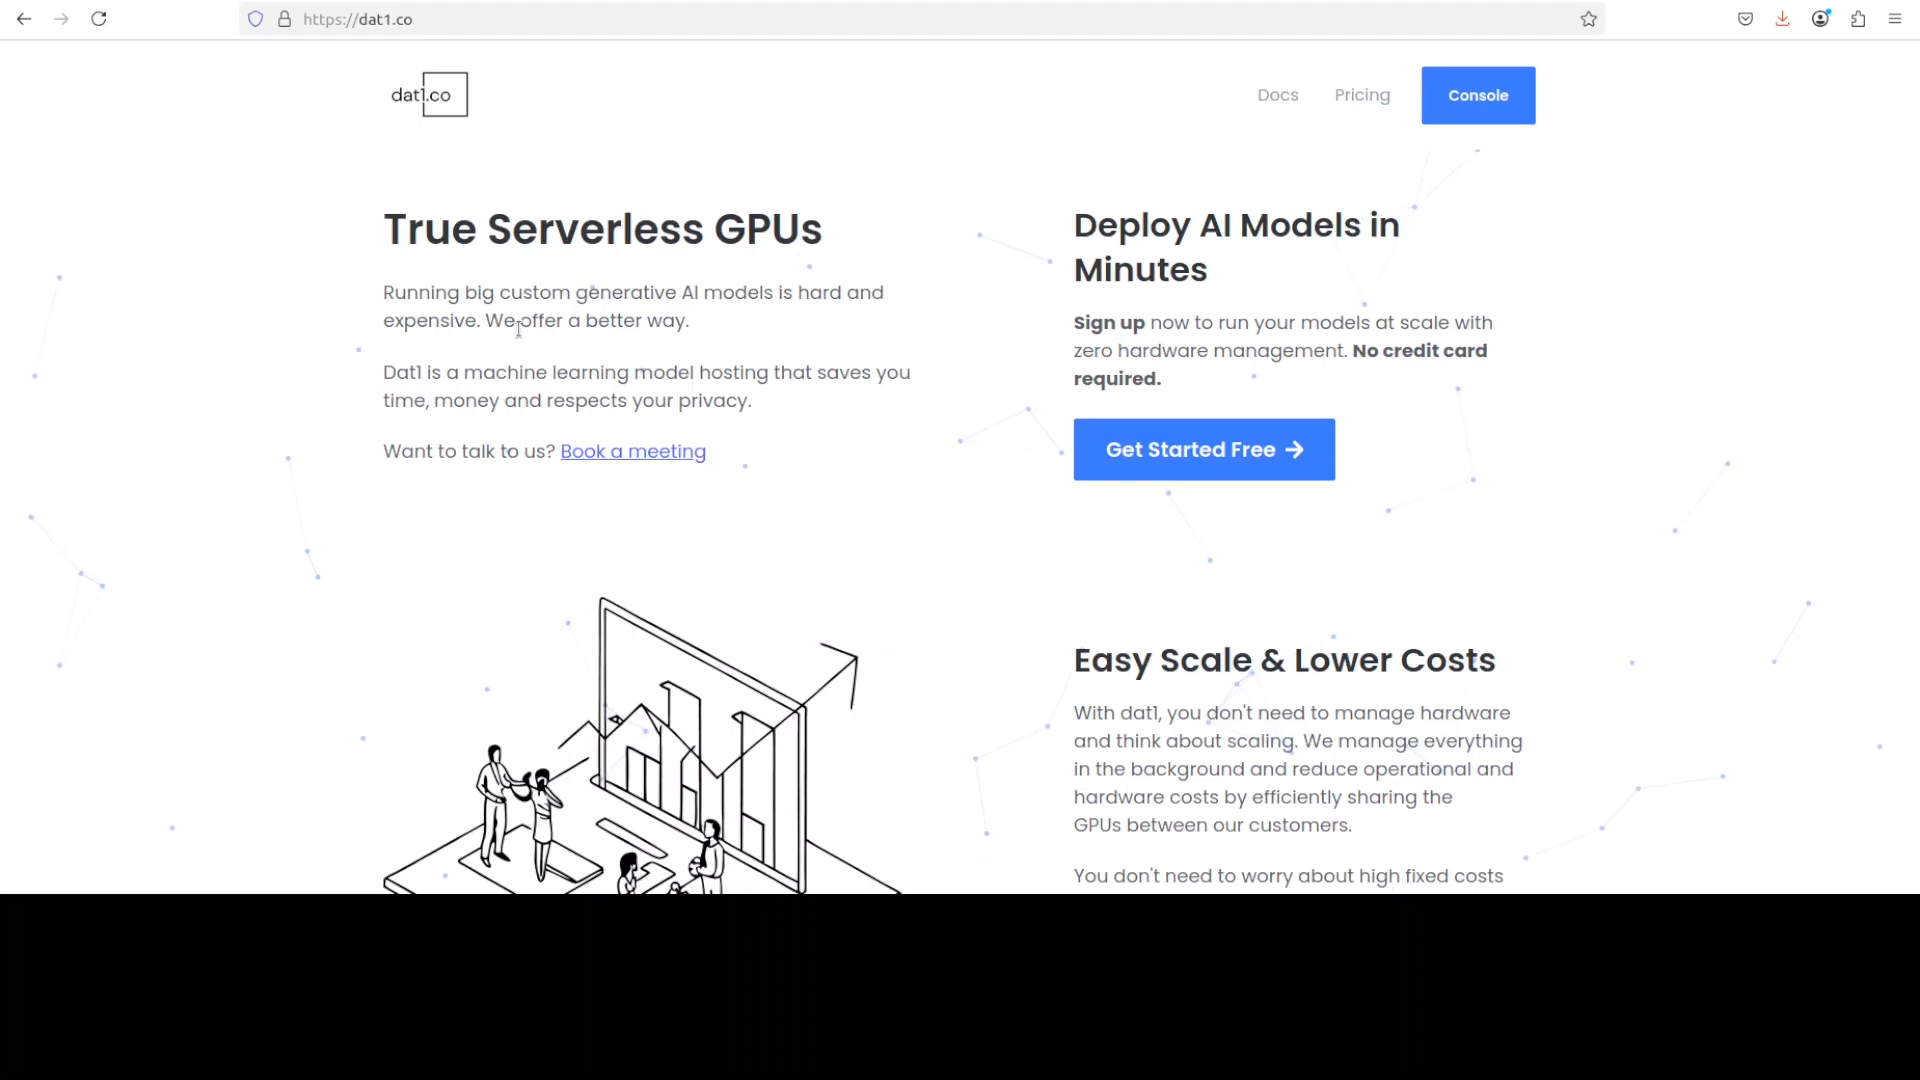 https://dat1.co
dat1.co
Docs
Pricing
Console
True Serverless GPUs
Running big custom generative AI models is hard and
expensive. We offer a better way.
Dat1 is a machine learning model hosting that saves you
time, money and respects your privacy.
Want to talk to us? Book a meeting
Deploy AI Models in
Minutes
Sign up now to run your models at scale with
zero hardware management. No credit card
required.
Get Started Free →
Easy Scale & Lower Costs
With dat1, you don't need to manage hardware
and think about scaling. We manage everything
in the background and reduce operational and
hardware costs by efficiently sharing the
GPUs between our customers.
You don't need to worry about high fixed costs